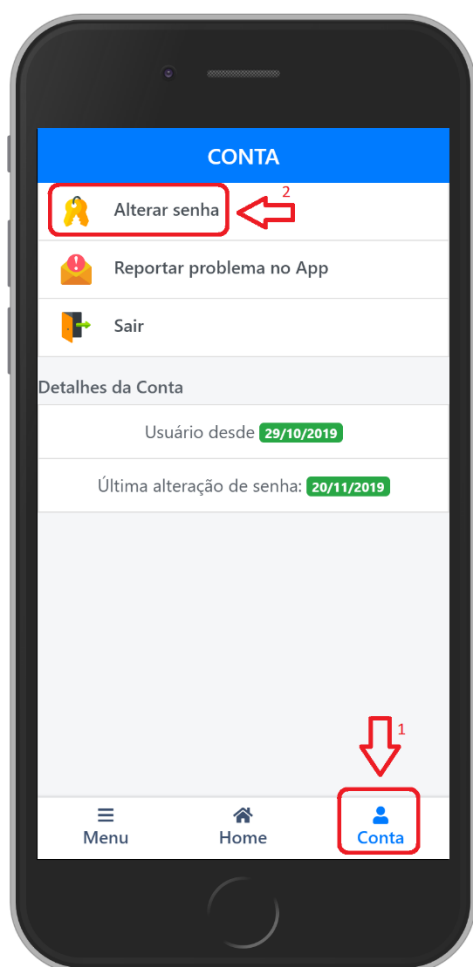 CONTA
Alterar senha
2
Reportar problema no App
Sair
Detalhes da Conta
Usuário desde 29/10/2019
Última alteração de senha: 20/11/2019
1
Menu Home Conta